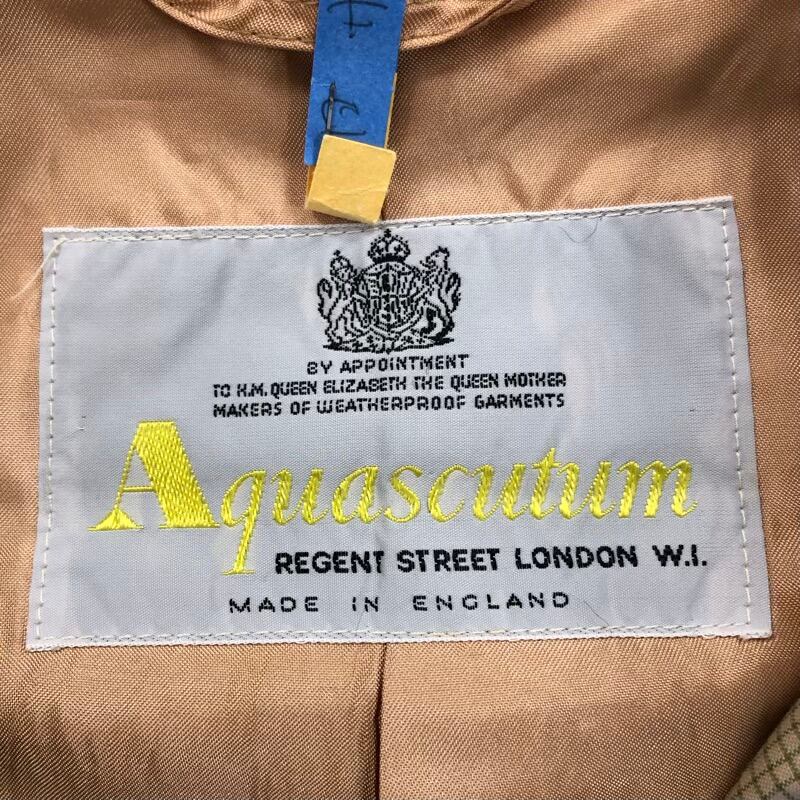 BY APPOINTMENT
TO H.M. QUEEN ELIZABETH THE QUEEN MOTHER
MAKERS OF WEATHERPROOF GARMENTS
Aquascutum
REGENT STREET LONDON W.I.
MADE IN ENGLAND